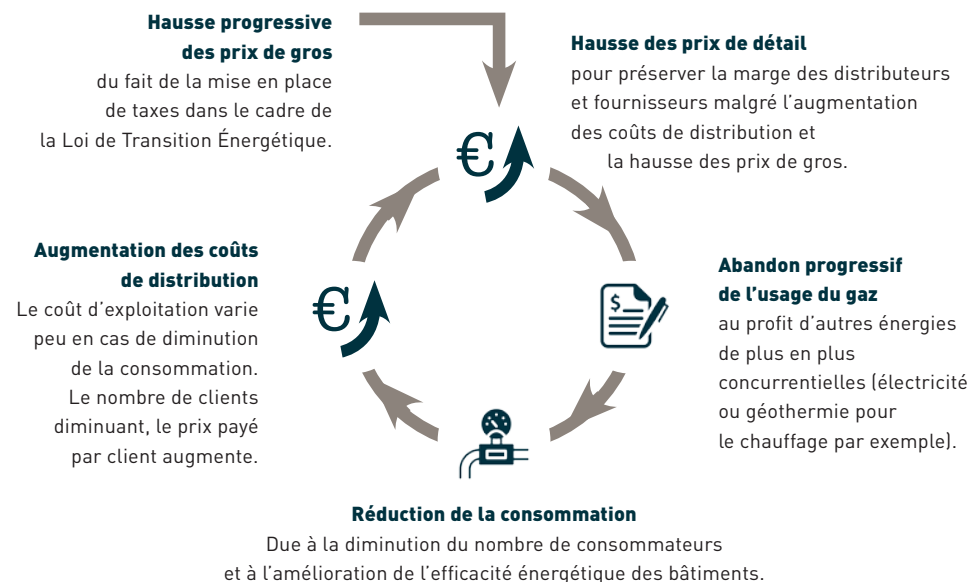 Hausse progressive
des prix de gros
du fait de la mise en place
de taxes dans le cadre de
la Loi de Transition Énergétique.
Hausse des prix de détail
pour préserver la marge des distributeurs
et fournisseurs malgré l'augmentation
des coûts de distribution et
la hausse des prix de gros.
€
Augmentation des coûts
de distribution
Le coût d'exploitation varie
peu en cas de diminution
de la consommation.
Le nombre de clients
diminuant, le prix payé
par client augmente.
€
$
Abandon progressif
de l'usage du gaz
au profit d'autres énergies
de plus en plus
concurrentielles (électricité
ou géothermie pour
le chauffage par exemple).
Réduction de la consommation
Due à la diminution du nombre de consommateurs
et à l'amélioration de l'efficacité énergétique des bâtiments.